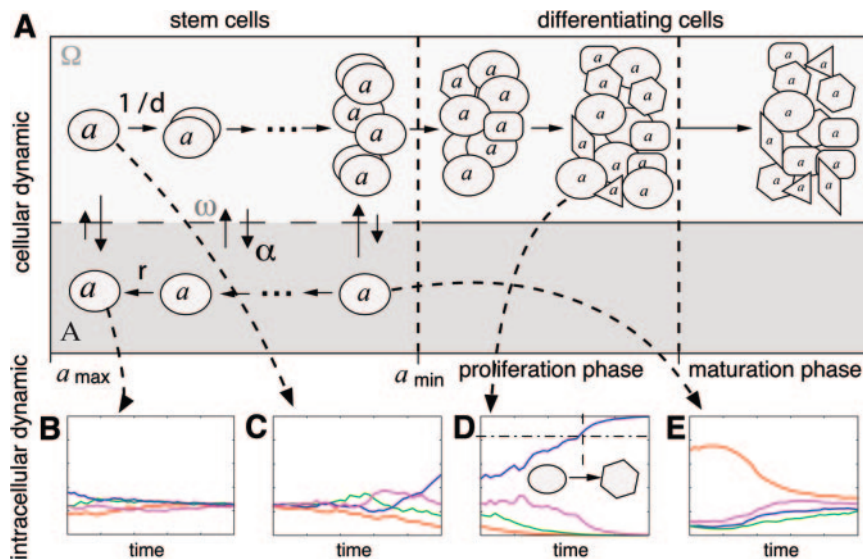 stem cells differentiating cells
A
Ω
cellular dynamic
a 1/d a a a a a a a a a a a a a
a a a a a a a a
ω
α
a r a a
A
a max a min proliferation phase maturation phase
intracellular dynamic
B C D E
time time time time